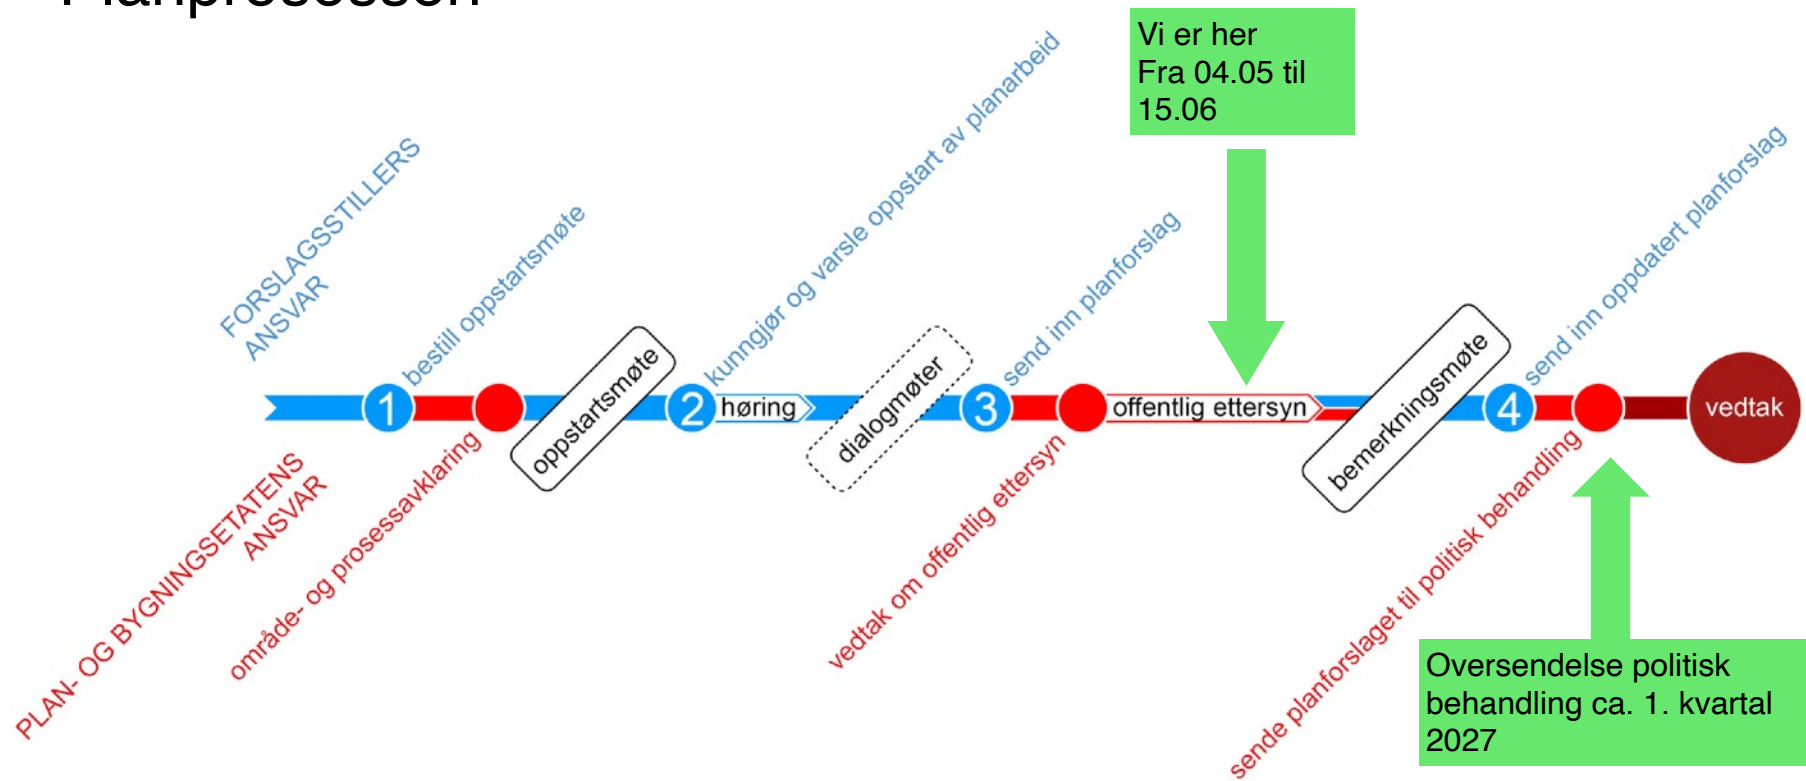 Planprosessen
Vi er her
Fra 04.05 til
15.06
FORSLAGSSTILLERS
ANSVAR
bestill oppstartsmøte
kunngjør og varsle oppstart av planarbeid
send inn planforslag
send inn oppdatert planforslag
1
oppstartsmøte
2
høring
dialogmøter
3
offentlig ettersyn
bemerkningsmøte
4
vedtak
PLAN- OG BYGNINGSETATENS
ANSVAR
område- og prosessavklaring
vedtak om offentlig ettersyn
sende planforslaget til politisk behandling
Oversendelse politisk
behandling ca. 1. kvartal
2027